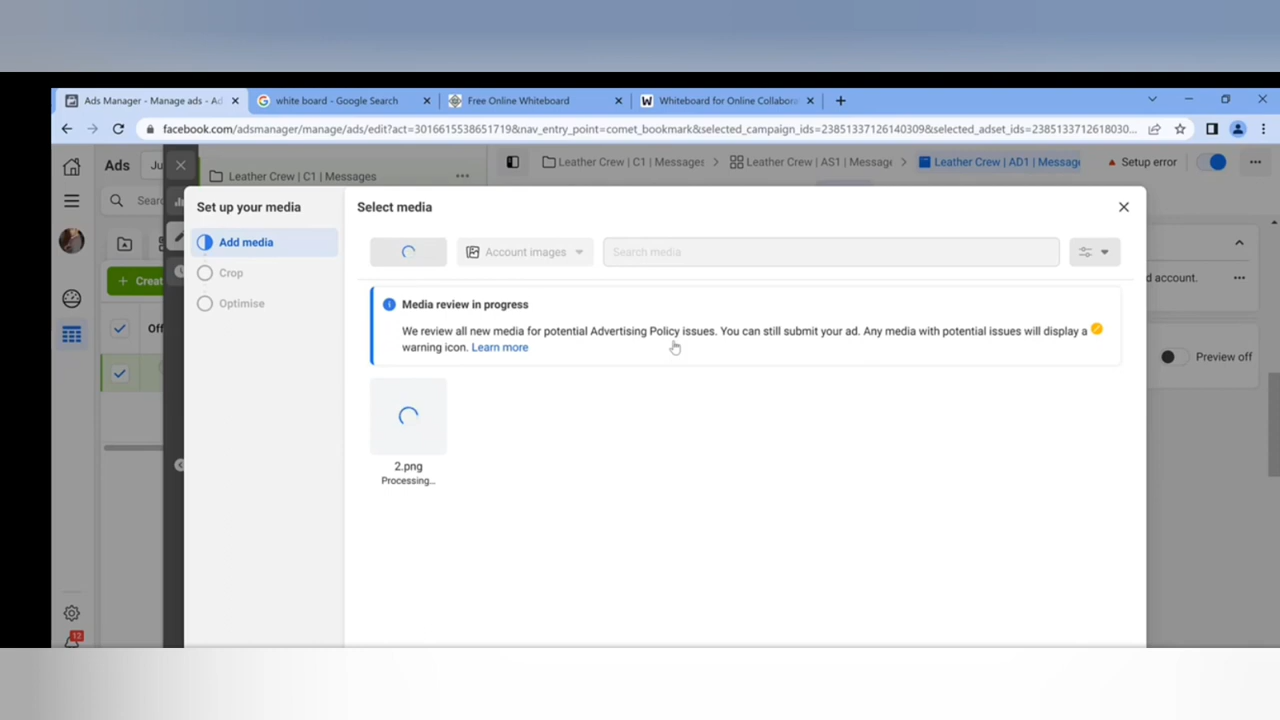 Ads Manager - Manage ads - Ad
white board - Google Search
Free Online Whiteboard
Whiteboard for Online Collabora
facebook.com/adsmanager/manage/ads/edit?act=3016615538651719&nav_entry_point=comet_bookmark&selected_campaign_ids=23851337126140309&selected_adset_ids=2385133712618030...
Ads
Ju
Leather Crew | C1 | Messages
Leather Crew | C1 | Messages
Leather Crew | AS1 | Message
Leather Crew | AD1 | Messag
Setup error
Sear
Set up your media
Select media
Add media
Account images
Search media
Crop
Optimise
d account.
Creat
Off
Media review in progress
We review all new media for potential Advertising Policy issues. You can still submit your ad. Any media with potential issues will display a
warning icon. Learn more
Preview off
2.png
Processing...
12